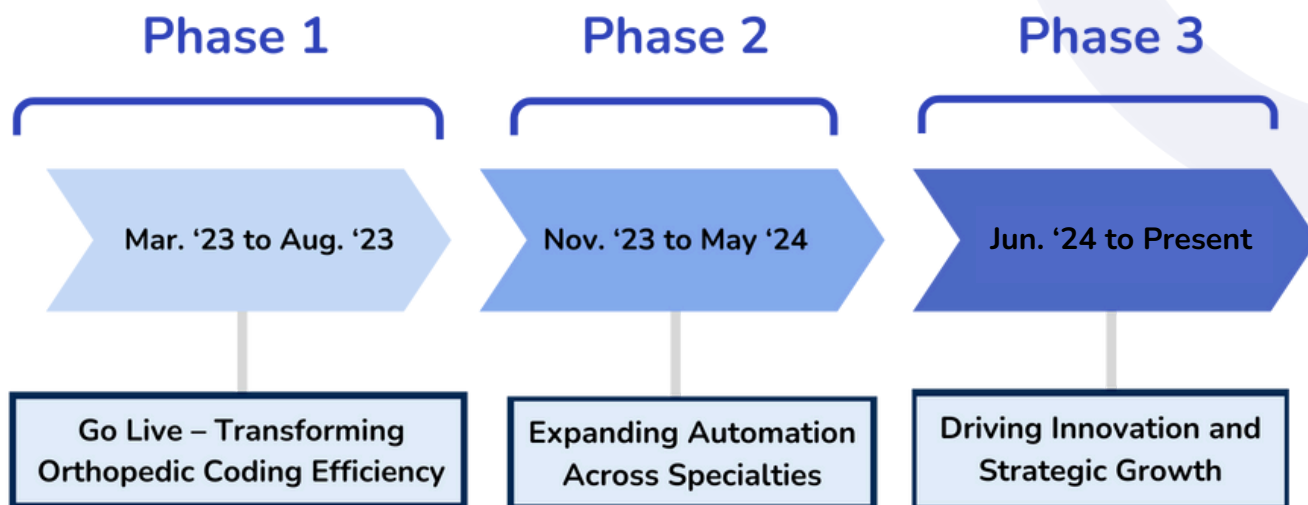 Phase 1
Phase 2
Phase 3
Mar. ‘23 to Aug. ‘23
Nov. ‘23 to May ‘24
Jun. ‘24 to Present
Go Live – Transforming
Orthopedic Coding Efficiency
Expanding Automation
Across Specialties
Driving Innovation and
Strategic Growth